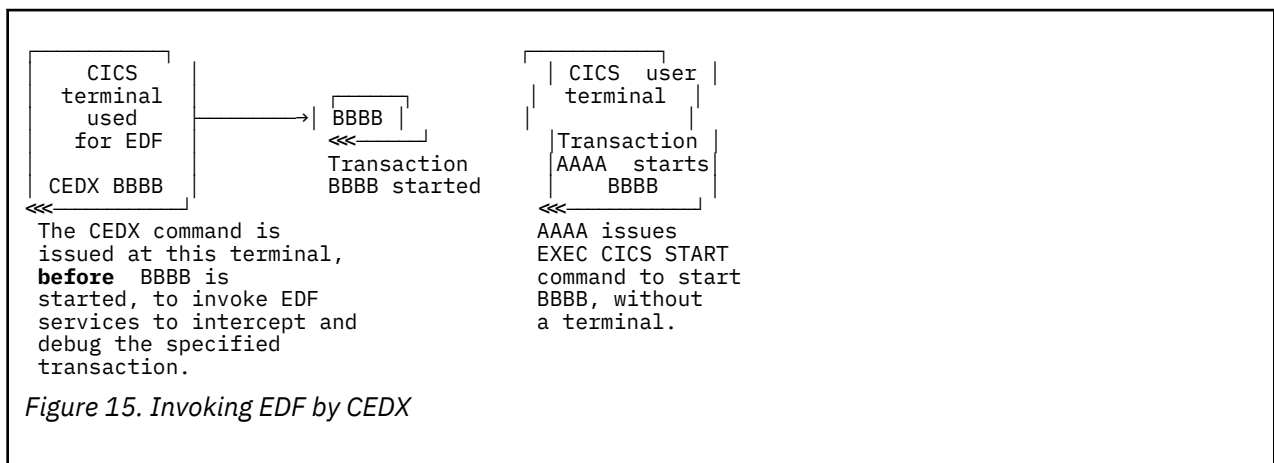 CICS
terminal
used
for EDF
CEDX BBBB
BBBB
Transaction
BBBB started
CICS user
terminal
Transaction
AAAA starts
BBBB
The CEDX command is
issued at this terminal,
before BBBB is
started, to invoke EDF
services to intercept and
debug the specified
transaction.
AAAA issues
EXEC CICS START
command to start
BBBB, without
a terminal.
Figure 15. Invoking EDF by CEDX